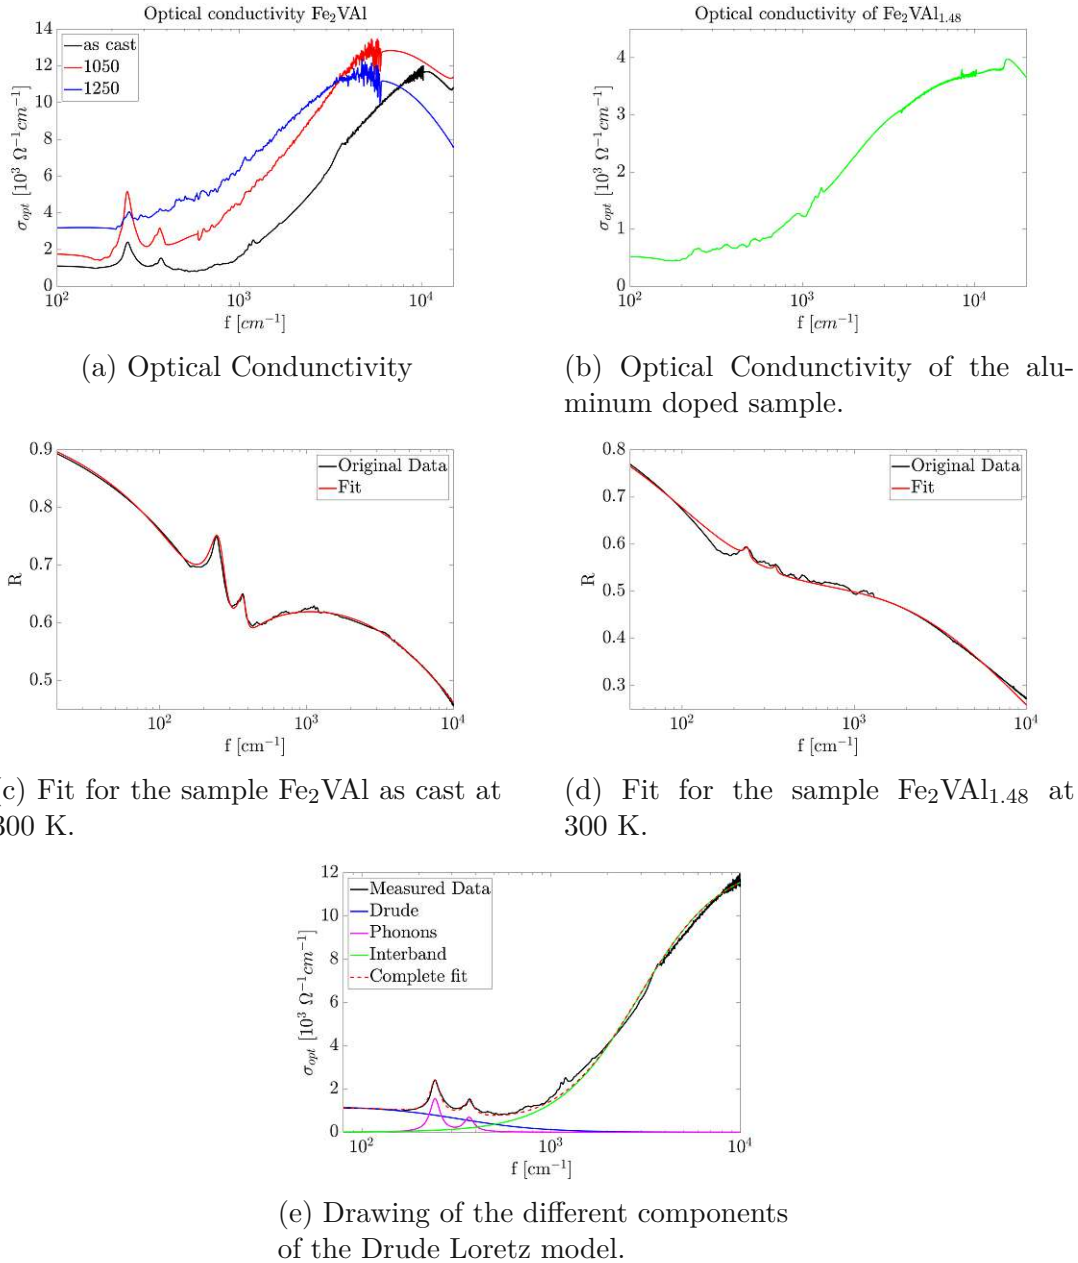 Optical conductivity Fe₂VAl
14
12
10
8
6
4
2
0
σₒₚₜ [10³ Ω⁻¹cm⁻¹]
as cast
1050
1250
10²
10³
10⁴
f [cm⁻¹]
(a) Optical Condunctivity
Optical conductivity of Fe₂VAl₁.₄₈
4
3
2
1
0
σₒₚₜ [10³ Ω⁻¹cm⁻¹]
10²
10³
10⁴
f [cm⁻¹]
(b) Optical Condunctivity of the alu-
minum doped sample.
0.9
0.8
0.7
0.6
0.5
R
Original Data
Fit
10²
10³
10⁴
f [cm⁻¹]
(c) Fit for the sample Fe₂VAl as cast at
300 K.
0.8
0.7
0.6
0.5
0.4
0.3
R
Original Data
Fit
10²
10³
10⁴
f [cm⁻¹]
(d) Fit for the sample Fe₂VAl₁.₄₈ at
300 K.
12
10
8
6
4
2
0
σₒₚₜ [10³ Ω⁻¹cm⁻¹]
Measured Data
Drude
Phonons
Interband
Complete fit
10²
10³
10⁴
f [cm⁻¹]
(e) Drawing of the different components
of the Drude Loretz model.